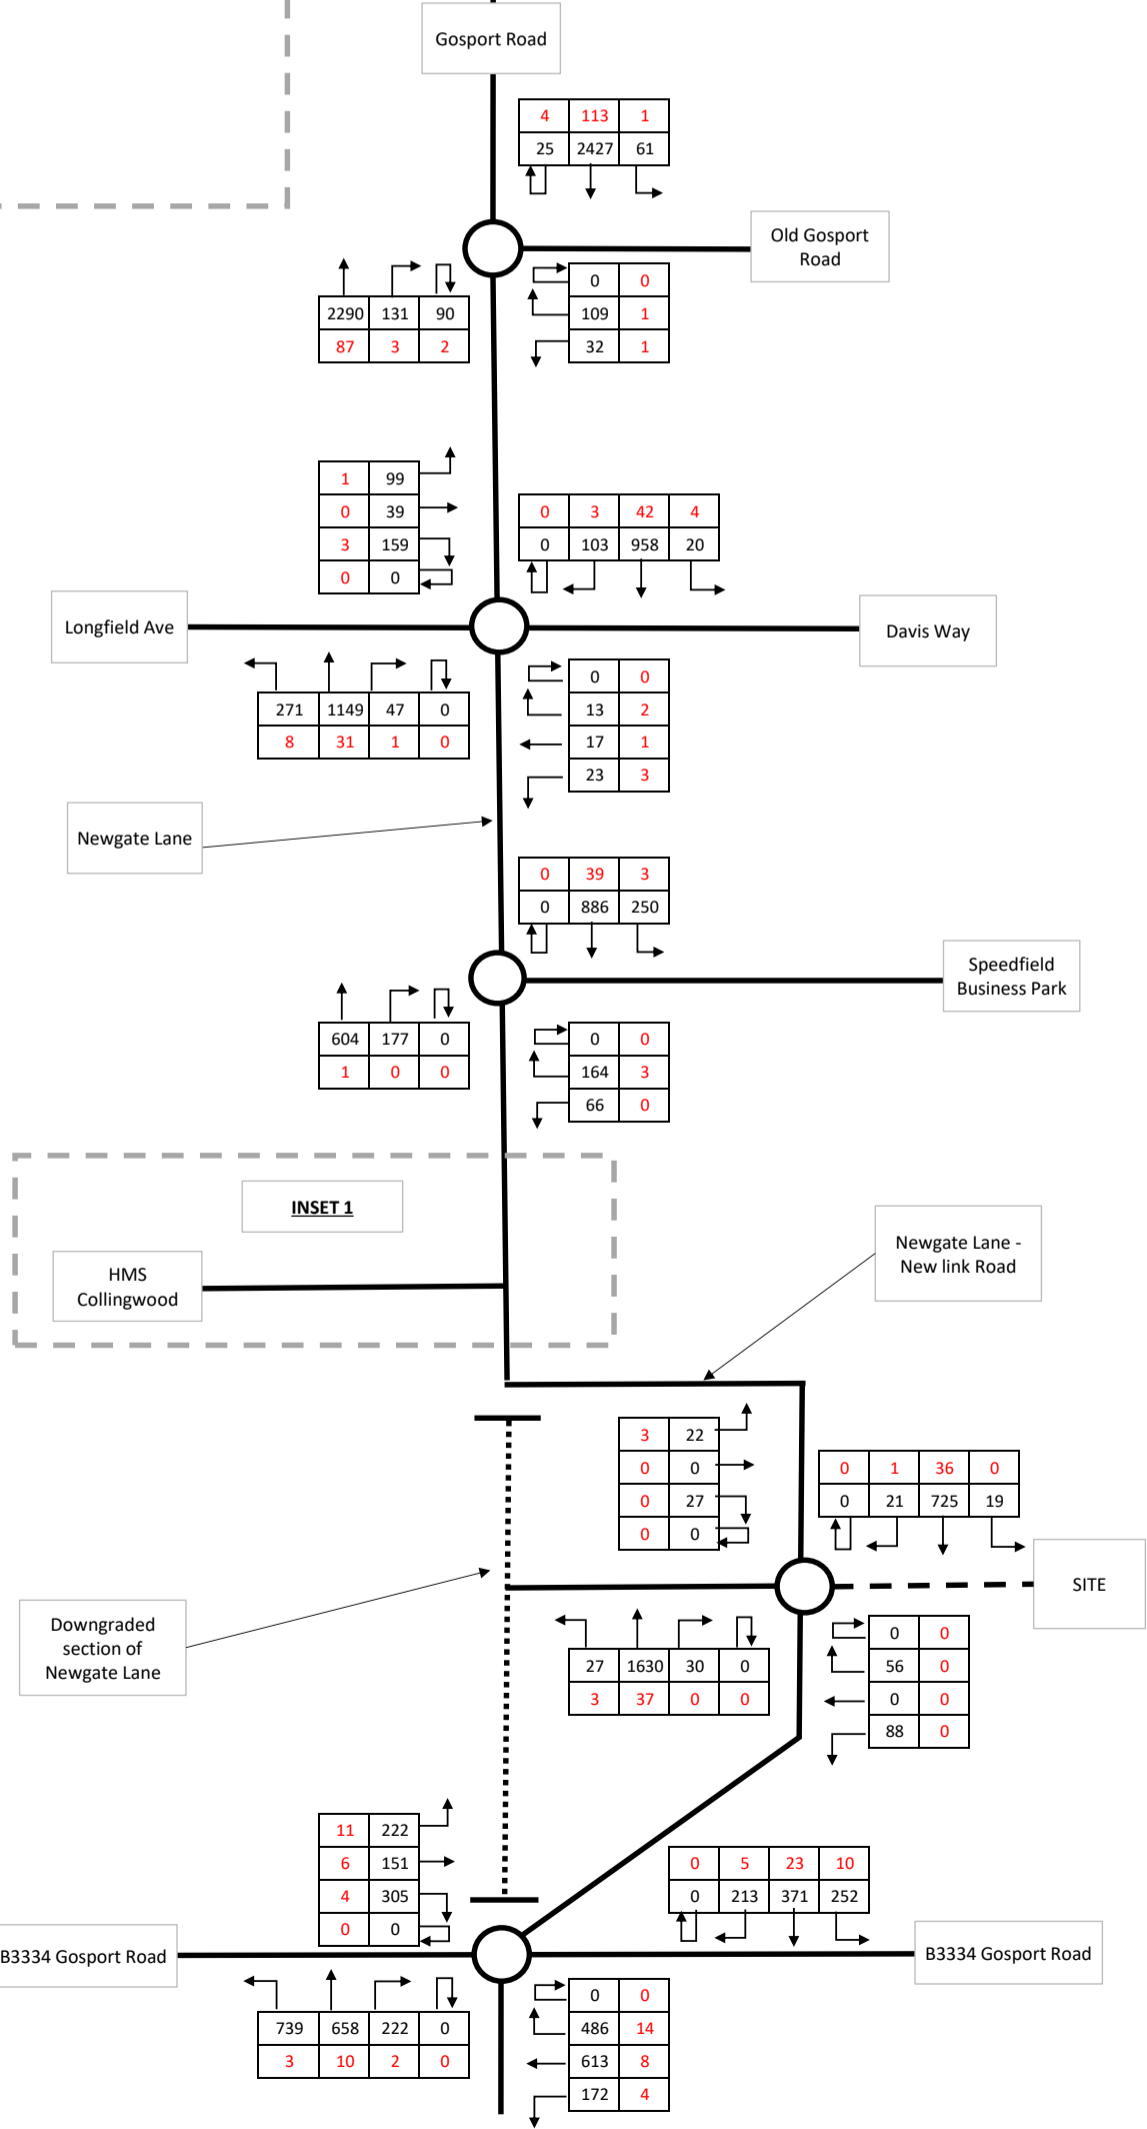 Gosport Road
4 113 1
25 2427 61
Old Gosport
Road
0 0
109 1
32 1
2290 131 90
87 3 2
1 99
0 39
3 159
0 0
0 3 42 4
0 103 958 20
Longfield Ave
Davis Way
0 0
13 2
17 1
23 3
271 1149 47 0
8 31 1 0
Newgate Lane
0 39 3
0 886 250
Speedfield
Business Park
604 177 0
1 0 0
0 0
164 3
66 0
INSET 1
HMS
Collingwood
Newgate Lane -
New link Road
3 22
0 0
0 27
0 0
0 1 36 0
0 21 725 19
SITE
Downgraded
section of
Newgate Lane
27 1630 30 0
3 37 0 0
0 0
56 0
0 0
88 0
11 222
6 151
4 305
0 0
0 5 23 10
0 213 371 252
B3334 Gosport Road
B3334 Gosport Road
739 658 222 0
3 10 2 0
0 0
486 14
613 8
172 4